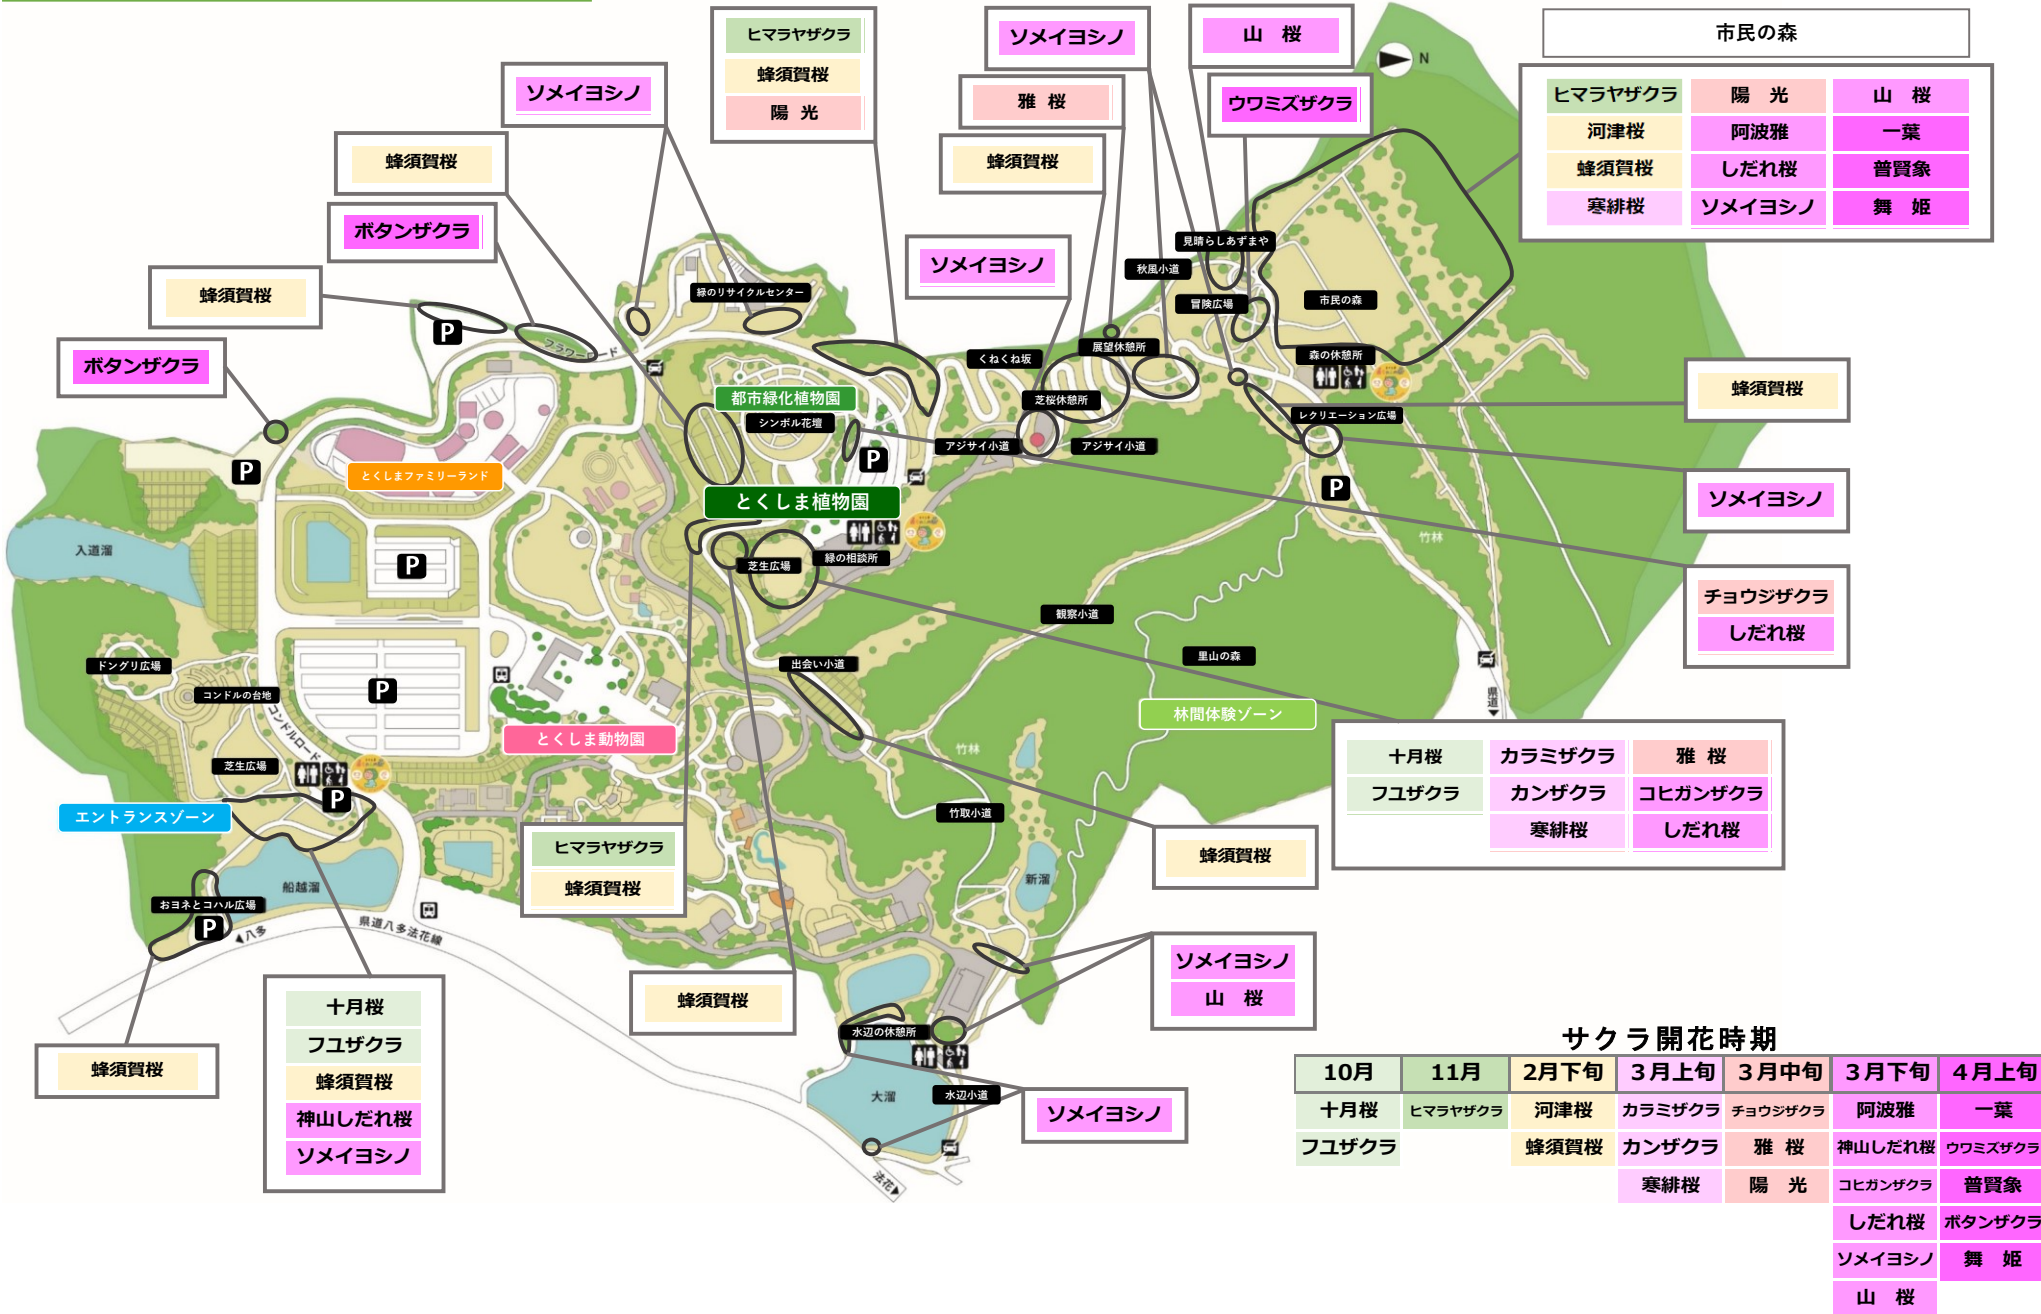 ヒマラヤザクラ
蜂須賀桜
陽 光
ソメイヨシノ
山 桜
市民の森
N
ソメイヨシノ
雅 桜
ウワミズザクラ
ヒマラヤザクラ 陽 光 山 桜
河津桜 阿波雅 一葉
蜂須賀桜 しだれ桜 普賢象
寒緋桜 ソメイヨシノ 舞 姫
蜂須賀桜
蜂須賀桜
ボタンザクラ
ソメイヨシノ
見晴らしあずまや
秋風小道
蜂須賀桜
緑のリサイクルセンター
冒険広場
市民の森
P
フラワーロード
ボタンザクラ
くねくね坂
展望休憩所
森の休憩所
蜂須賀桜
都市緑化植物園
芝桜休憩所
シンボル花壇
レクリエーション広場
アジサイ小道
アジサイ小道
P
P
とくしまファミリーランド
P
ソメイヨシノ
とくしま植物園
竹林
入道溜
P
芝生広場
緑の相談所
チョウジザクラ
しだれ桜
観察小道
里山の森
ドングリ広場
出会い小道
コンドルの台地
P
県道▼
コンドルロード
林間体験ゾーン
とくしま動物園
竹林
芝生広場
十月桜 カラミザクラ 雅 桜
フユザクラ カンザクラ コヒガンザクラ
寒緋桜 しだれ桜
P
エントランスゾーン
竹取小道
ヒマラヤザクラ
蜂須賀桜
蜂須賀桜
船越溜
新溜
おヨネとコハル広場
P
▲八多
県道八多法花線
ソメイヨシノ
山 桜
蜂須賀桜
十月桜
フユザクラ
蜂須賀桜
神山しだれ桜
ソメイヨシノ
蜂須賀桜
水辺の休憩所
大溜
水辺小道
ソメイヨシノ
法花▶
サクラ開花時期
10月 11月 2月下旬 3月上旬 3月中旬 3月下旬 4月上旬
十月桜 ヒマラヤザクラ 河津桜 カラミザクラ チョウジザクラ 阿波雅 一葉
フユザクラ 蜂須賀桜 カンザクラ 雅 桜 神山しだれ桜 ウワミズザクラ
寒緋桜 陽 光 コヒガンザクラ 普賢象
しだれ桜 ボタンザクラ
ソメイヨシノ 舞 姫
山 桜